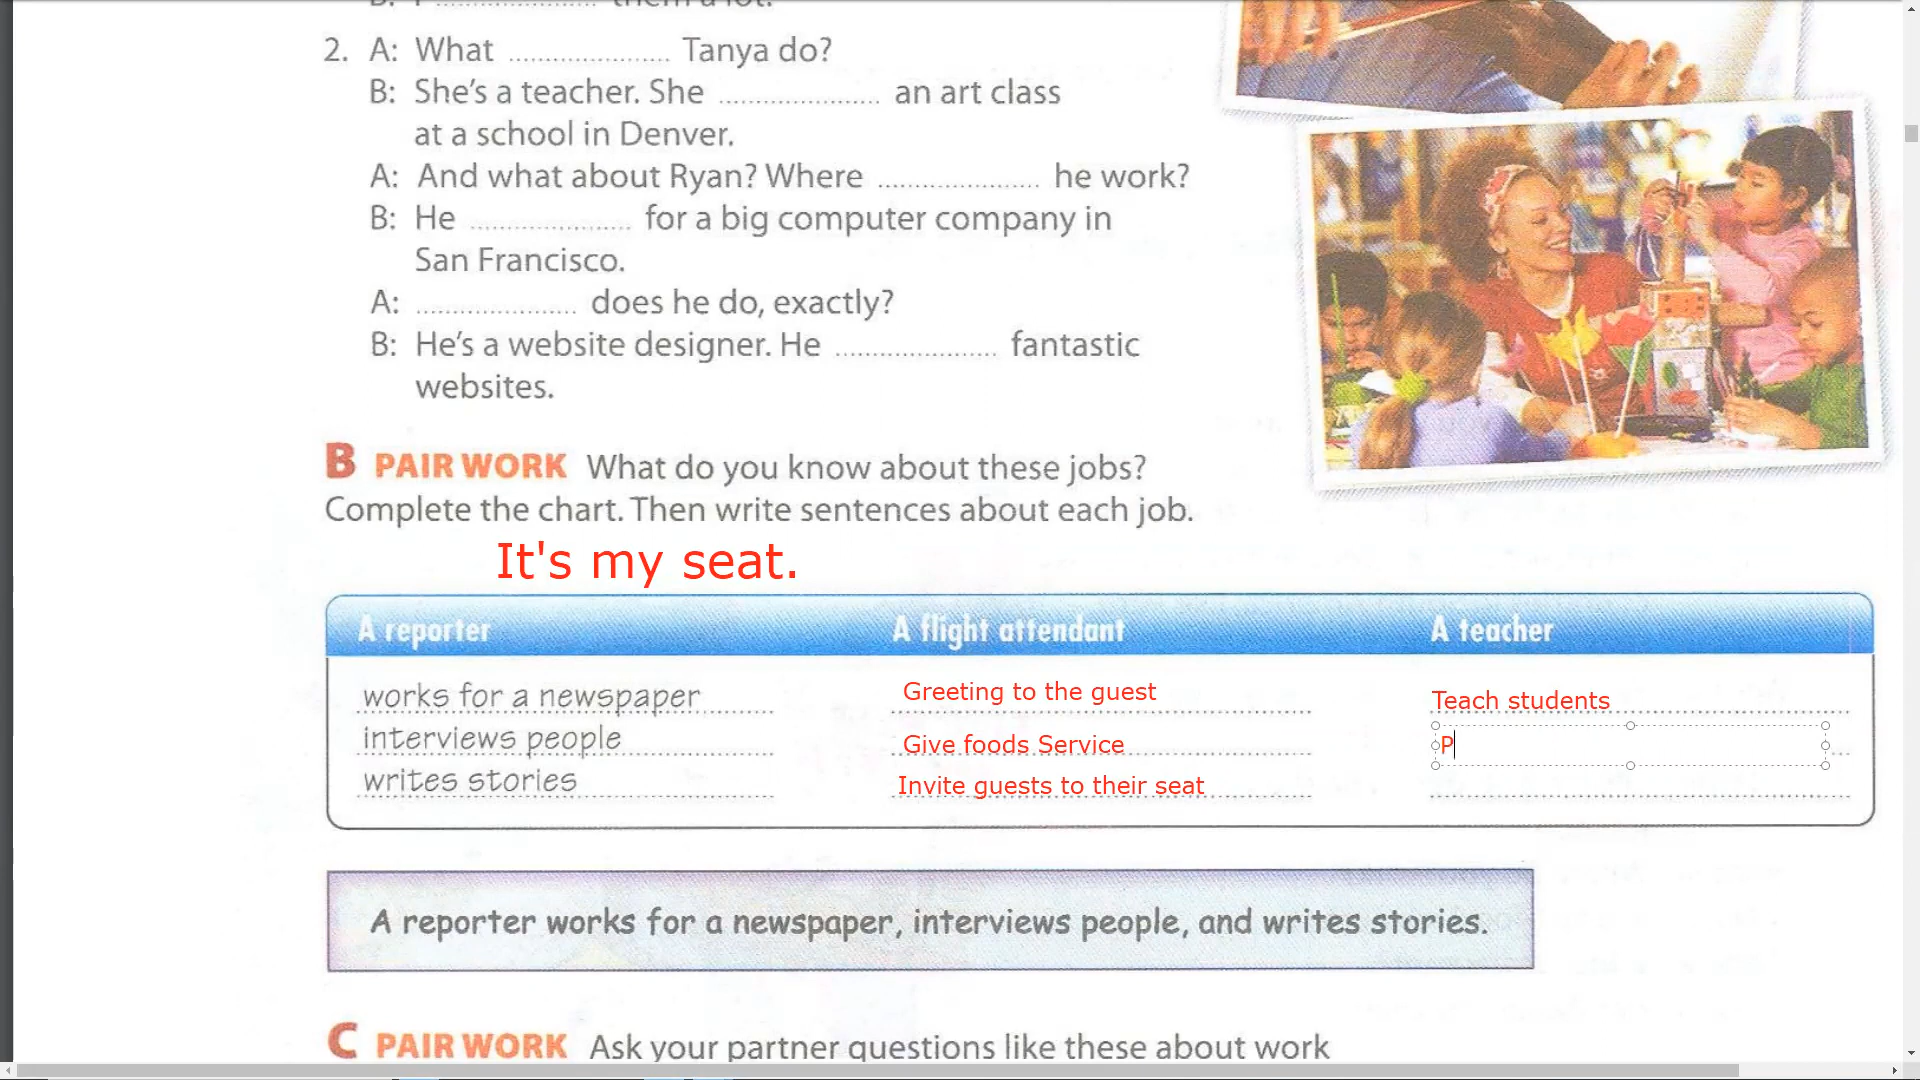 2. A: What ..................... Tanya do?
B: She's a teacher. She ..................... an art class
at a school in Denver.
A: And what about Ryan? Where ..................... he work?
B: He ..................... for a big computer company in
San Francisco.
A: ..................... does he do, exactly?
B: He's a website designer. He ..................... fantastic
websites.
B PAIR WORK What do you know about these jobs?
Complete the chart. Then write sentences about each job.
It's my seat.
A reporter A flight attendant A teacher
works for a newspaper Greeting to the guest Teach students
interviews people Give foods Service P
writes stories Invite guests to their seat
A reporter works for a newspaper, interviews people, and writes stories.
C PAIR WORK Ask your partner questions like these about work